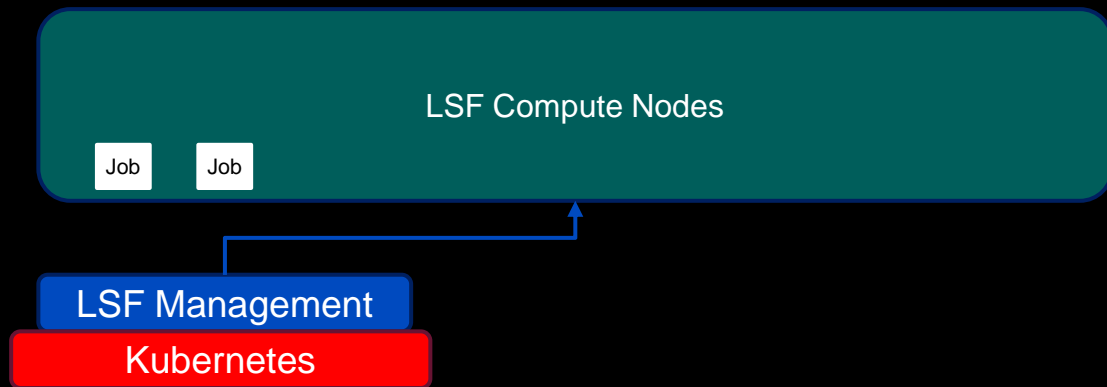 LSF Compute Nodes
Job
Job
LSF Management
Kubernetes